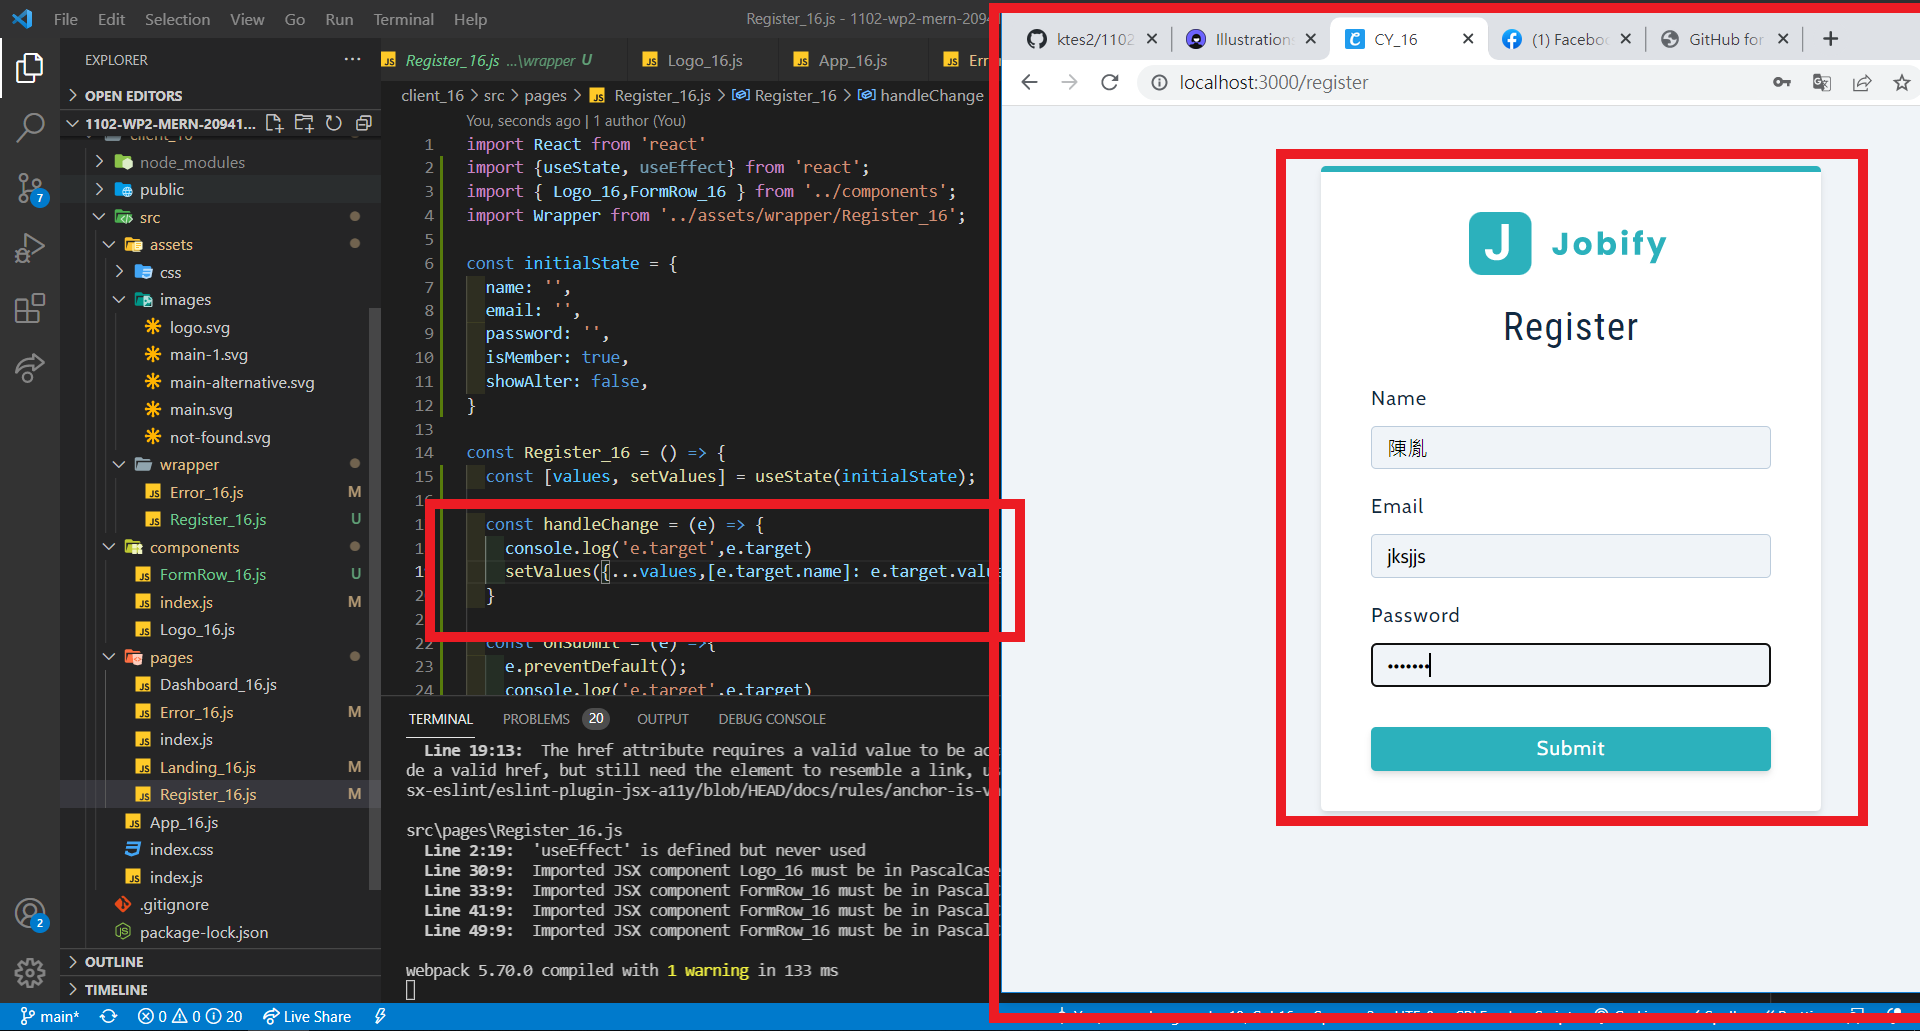 File Edit Selection View Go Run Terminal Help
Register_16.js - 1102-wp2-mern-2094
EXPLORER
OPEN EDITORS
1102-WP2-MERN-20941...
node_modules
public
src
assets
css
images
logo.svg
main-1.svg
main-alternative.svg
main.svg
not-found.svg
wrapper
Error_16.js M
Register_16.js U
components
FormRow_16.js U
index.js M
Logo_16.js
pages
Dashboard_16.js
Error_16.js M
index.js
Landing_16.js M
Register_16.js M
App_16.js
index.css
index.js
.gitignore
package-lock.json
OUTLINE
TIMELINE
7
2
Register_16.js ...\wrapper U
Logo_16.js
App_16.js
client_16 > src > pages > Register_16.js > Register_16 > handleChange
You, seconds ago | 1 author (You)
1 import React from 'react'
2 import {useState, useEffect} from 'react';
3 import { Logo_16,FormRow_16 } from '../components';
4 import Wrapper from '../assets/wrapper/Register_16';
5
6 const initialState = {
7 name: '',
8 email: '',
9 password: '',
10 isMember: true,
11 showAlter: false,
12 }
13
14 const Register_16 = () => {
15 const [values, setValues] = useState(initialState);
16
const handleChange = (e) => {
console.log('e.target',e.target)
setValues({...values,[e.target.name]: e.target.value
}
22 const onSubmit = (e) =>{
23 e.preventDefault();
24 console.log('e.target',e.target)
TERMINAL PROBLEMS 20 OUTPUT DEBUG CONSOLE
Line 19:13: The href attribute requires a valid value to be ac
de a valid href, but still need the element to resemble a link, us
sx-eslint/eslint-plugin-jsx-a11y/blob/HEAD/docs/rules/anchor-is-va
src\pages\Register_16.js
Line 2:19: 'useEffect' is defined but never used
Line 30:9: Imported JSX component Logo_16 must be in PascalCase
Line 33:9: Imported JSX component FormRow_16 must be in PascalC
Line 41:9: Imported JSX component FormRow_16 must be in PascalC
Line 49:9: Imported JSX component FormRow_16 must be in PascalC
webpack 5.70.0 compiled with 1 warning in 133 ms
main* 0 0 20 Live Share
ktes2/1102
Illustrations
CY_16
(1) Facebo
GitHub for
localhost:3000/register
J Jobify
Register
Name
陳胤
Email
jksjjs
Password
•••••••
Submit